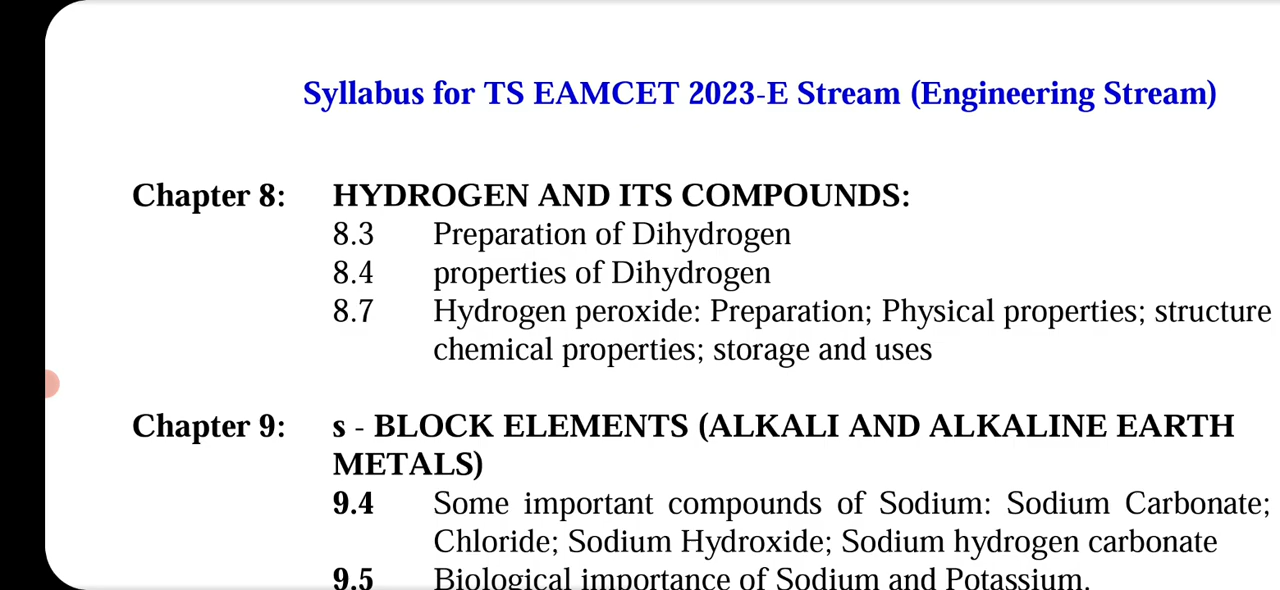 Syllabus for TS EAMCET 2023-E Stream (Engineering Stream)
Chapter 8: HYDROGEN AND ITS COMPOUNDS:
8.3 Preparation of Dihydrogen
8.4 properties of Dihydrogen
8.7 Hydrogen peroxide: Preparation; Physical properties; structure
chemical properties; storage and uses
Chapter 9: s - BLOCK ELEMENTS (ALKALI AND ALKALINE EARTH
METALS)
9.4 Some important compounds of Sodium: Sodium Carbonate;
Chloride; Sodium Hydroxide; Sodium hydrogen carbonate
9.5 Biological importance of Sodium and Potassium.